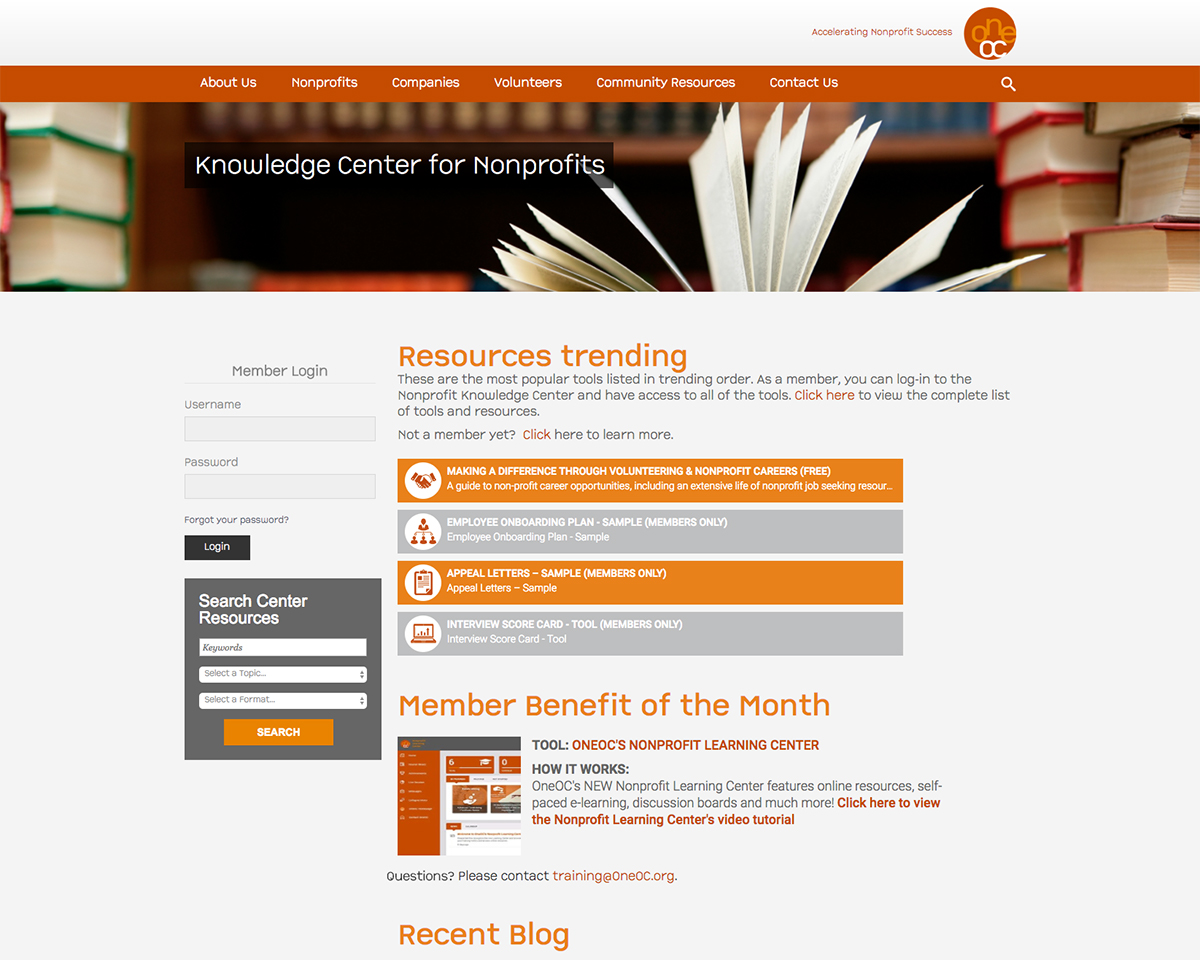 Accelerating Nonprofit Success
one
OC
About Us
Nonprofits
Companies
Volunteers
Community Resources
Contact Us
Knowledge Center for Nonprofits
Member Login
Username
Password
Forgot your password?
Login
Search Center
Resources
Keywords
Select a Topic...
Select a Format...
SEARCH
Resources trending
These are the most popular tools listed in trending order. As a member, you can log-in to the
Nonprofit Knowledge Center and have access to all of the tools. Click here to view the complete list
of tools and resources.
Not a member yet?  Click here to learn more.
MAKING A DIFFERENCE THROUGH VOLUNTEERING & NONPROFIT CAREERS (FREE)
A guide to non-profit career opportunities, including an extensive life of nonprofit job seeking resour...
EMPLOYEE ONBOARDING PLAN - SAMPLE (MEMBERS ONLY)
Employee Onboarding Plan - Sample
APPEAL LETTERS – SAMPLE (MEMBERS ONLY)
Appeal Letters – Sample
INTERVIEW SCORE CARD - TOOL (MEMBERS ONLY)
Interview Score Card - Tool
Member Benefit of the Month
6
0
TOOL: ONEOC'S NONPROFIT LEARNING CENTER
HOW IT WORKS:
OneOC's NEW Nonprofit Learning Center features online resources, self-
paced e-learning, discussion boards and much more! Click here to view
the Nonprofit Learning Center's video tutorial
Questions? Please contact training@OneOC.org.
Recent Blog